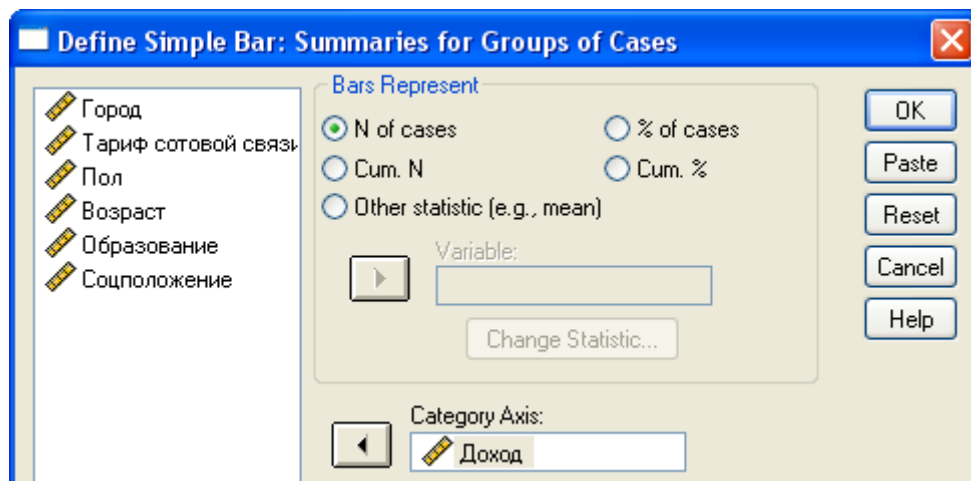 Define Simple Bar: Summaries for Groups of Cases
Город
Тариф сотовой связи
Пол
Возраст
Образование
Соцположение
Bars Represent
N of cases
% of cases
Cum. N
Cum. %
Other statistic (e.g., mean)
Variable:
Change Statistic...
Category Axis:
Доход
OK
Paste
Reset
Cancel
Help